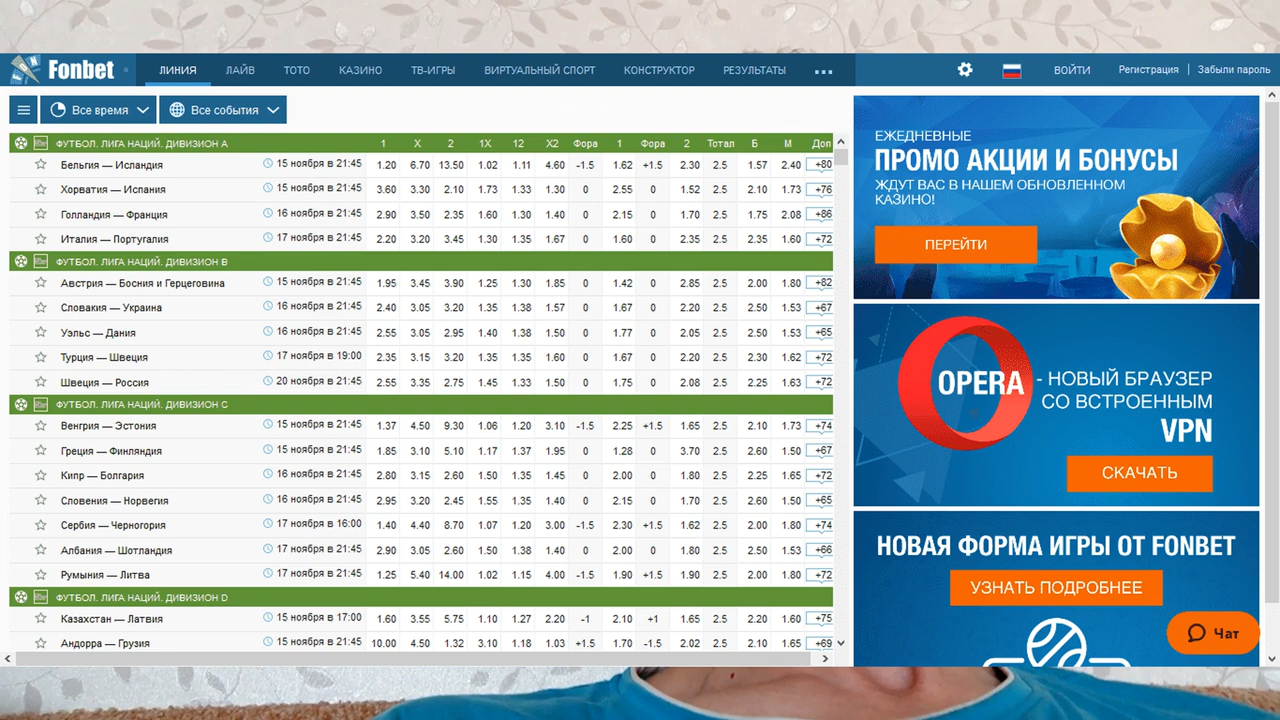 Fonbet ЛИНИЯ ЛАЙВ ТОТО КАЗИНО ТВ-ИГРЫ ВИРТУАЛЬНЫЙ СПОРТ КОНСТРУКТОР РЕЗУЛЬТАТЫ ... ВОЙТИ Регистрация | Забыли пароль
Все время Все события
ФУТБОЛ. ЛИГА НАЦИЙ. ДИВИЗИОН A 1 X 2 1X 12 X2 Фора 1 Фора 2 Тотал Б М Доп
Бельгия — Исландия 15 ноября в 21:45 1.20 6.70 13.50 1.02 1.11 4.60 -1.5 1.62 +1.5 2.30 2.5 1.57 2.40 +80
Хорватия — Испания 15 ноября в 21:45 3.60 3.30 2.10 1.73 1.33 1.30 0 2.55 0 1.52 2.5 2.10 1.73 +76
Голландия — Франция 16 ноября в 21:45 2.90 3.50 2.35 1.60 1.30 1.40 0 2.15 0 1.70 2.5 1.75 2.08 +86
Италия — Португалия 17 ноября в 21:45 2.20 3.20 3.45 1.30 1.35 1.67 0 1.60 0 2.35 2.5 2.35 1.60 +72
ФУТБОЛ. ЛИГА НАЦИЙ. ДИВИЗИОН B
Австрия — Босния и Герцеговина 15 ноября в 21:45 1.95 3.45 3.90 1.25 1.30 1.85 0 1.42 0 2.85 2.5 2.00 1.80 +82
Словакия — Украина 16 ноября в 21:45 2.40 3.05 3.20 1.35 1.38 1.57 0 1.67 0 2.20 2.5 2.50 1.53 +67
Уэльс — Дания 16 ноября в 21:45 2.55 3.05 2.95 1.40 1.38 1.50 0 1.77 0 2.05 2.5 2.50 1.53 +65
Турция — Швеция 17 ноября в 19:00 2.35 3.15 3.20 1.35 1.35 1.60 0 1.67 0 2.20 2.5 2.30 1.62 +72
Швеция — Россия 20 ноября в 21:45 2.55 3.35 2.75 1.45 1.33 1.50 0 1.75 0 2.08 2.5 2.25 1.63 +72
ФУТБОЛ. ЛИГА НАЦИЙ. ДИВИЗИОН C
Венгрия — Эстония 15 ноября в 21:45 1.37 4.50 9.30 1.06 1.20 3.10 -1.5 2.25 +1.5 1.65 2.5 2.10 1.73 +74
Греция — Финляндия 15 ноября в 21:45 1.85 3.10 5.10 1.17 1.37 1.95 0 1.28 0 3.70 2.5 2.60 1.50 +67
Кипр — Болгария 16 ноября в 21:45 2.80 3.15 2.60 1.50 1.35 1.45 0 2.00 0 1.80 2.5 2.25 1.65 +72
Словения — Норвегия 16 ноября в 21:45 2.95 3.20 2.45 1.55 1.35 1.40 0 2.15 0 1.70 2.5 2.60 1.50 +65
Сербия — Черногория 17 ноября в 16:00 1.40 4.40 8.70 1.07 1.20 3.00 -1.5 2.30 +1.5 1.62 2.5 2.00 1.80 +74
Албания — Шотландия 17 ноября в 21:45 2.90 3.05 2.60 1.50 1.38 1.40 0 2.00 0 1.80 2.5 2.50 1.53 +66
Румыния — Литва 17 ноября в 21:45 1.25 5.40 14.00 1.02 1.15 4.00 -1.5 1.90 +1.5 1.90 2.5 2.00 1.80 +72
ФУТБОЛ. ЛИГА НАЦИЙ. ДИВИЗИОН D
Казахстан — Латвия 15 ноября в 17:00 1.60 3.55 5.75 1.10 1.27 2.20 -1 2.10 +1 1.65 2.5 2.20 1.60 +75
Андорра — Грузия 15 ноября в 21:45 10.00 4.50 1.32 3.10 1.18 1.03 +1.5 1.70 -1.5 2.02 2.5 2.10 1.65 +69
ЕЖЕДНЕВНЫЕ
ПРОМО АКЦИИ И БОНУСЫ
ЖДУТ ВАС В НАШЕМ ОБНОВЛЕННОМ
КАЗИНО!
ПЕРЕЙТИ
OPERA - НОВЫЙ БРАУЗЕР
СО ВСТРОЕННЫМ
VPN
СКАЧАТЬ
НОВАЯ ФОРМА ИГРЫ ОТ FONBET
УЗНАТЬ ПОДРОБНЕЕ
Чат